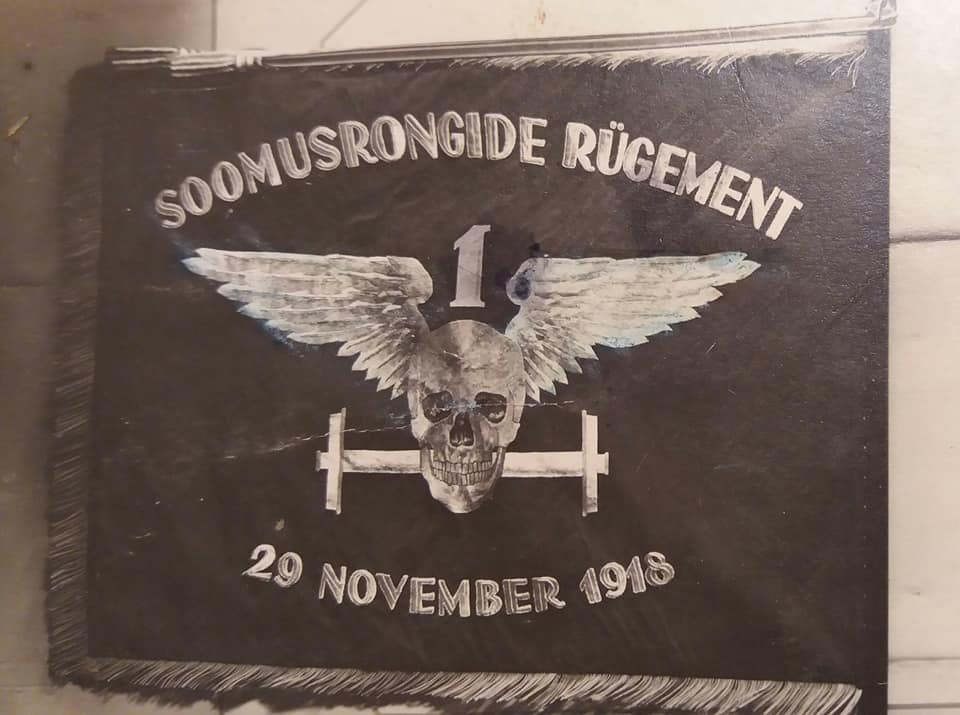 SOOMUSRONGIDE RÜGEMENT
1
29 NOVEMBER 1918